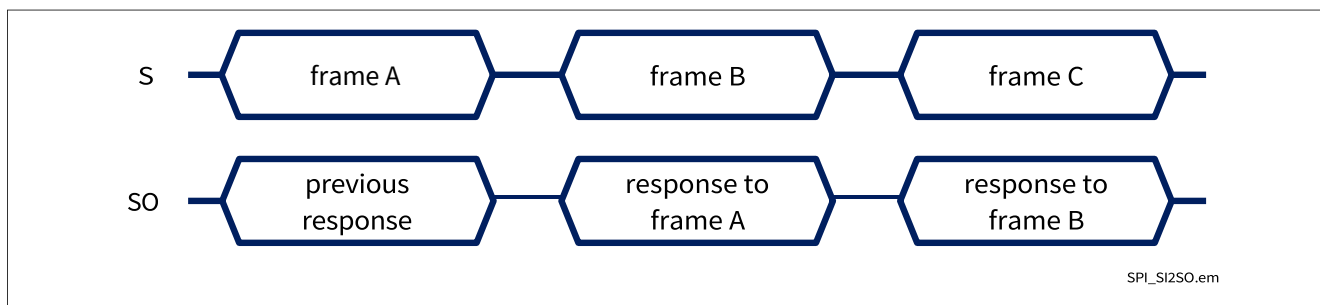 S
frame A
frame B
frame C
SO
previous
response
response to
frame A
response to
frame B
SPI_SI2SO.em